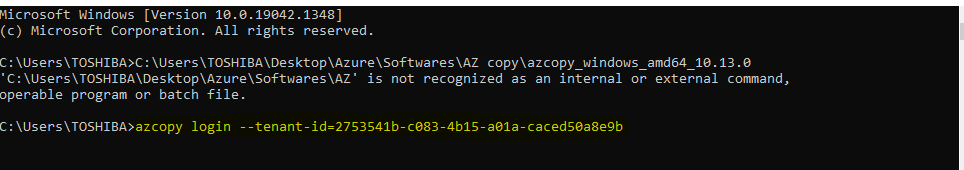 Microsoft Windows [Version 10.0.19042.1348]
(c) Microsoft Corporation. All rights reserved.
C:\Users\TOSHIBA>C:\Users\TOSHIBA\Desktop\Azure\Softwares\AZ copy\azcopy_windows_amd64_10.13.0
'C:\Users\TOSHIBA\Desktop\Azure\Softwares\AZ' is not recognized as an internal or external command,
operable program or batch file.
C:\Users\TOSHIBA>azcopy login --tenant-id=2753541b-c083-4b15-a01a-caced50a8e9b